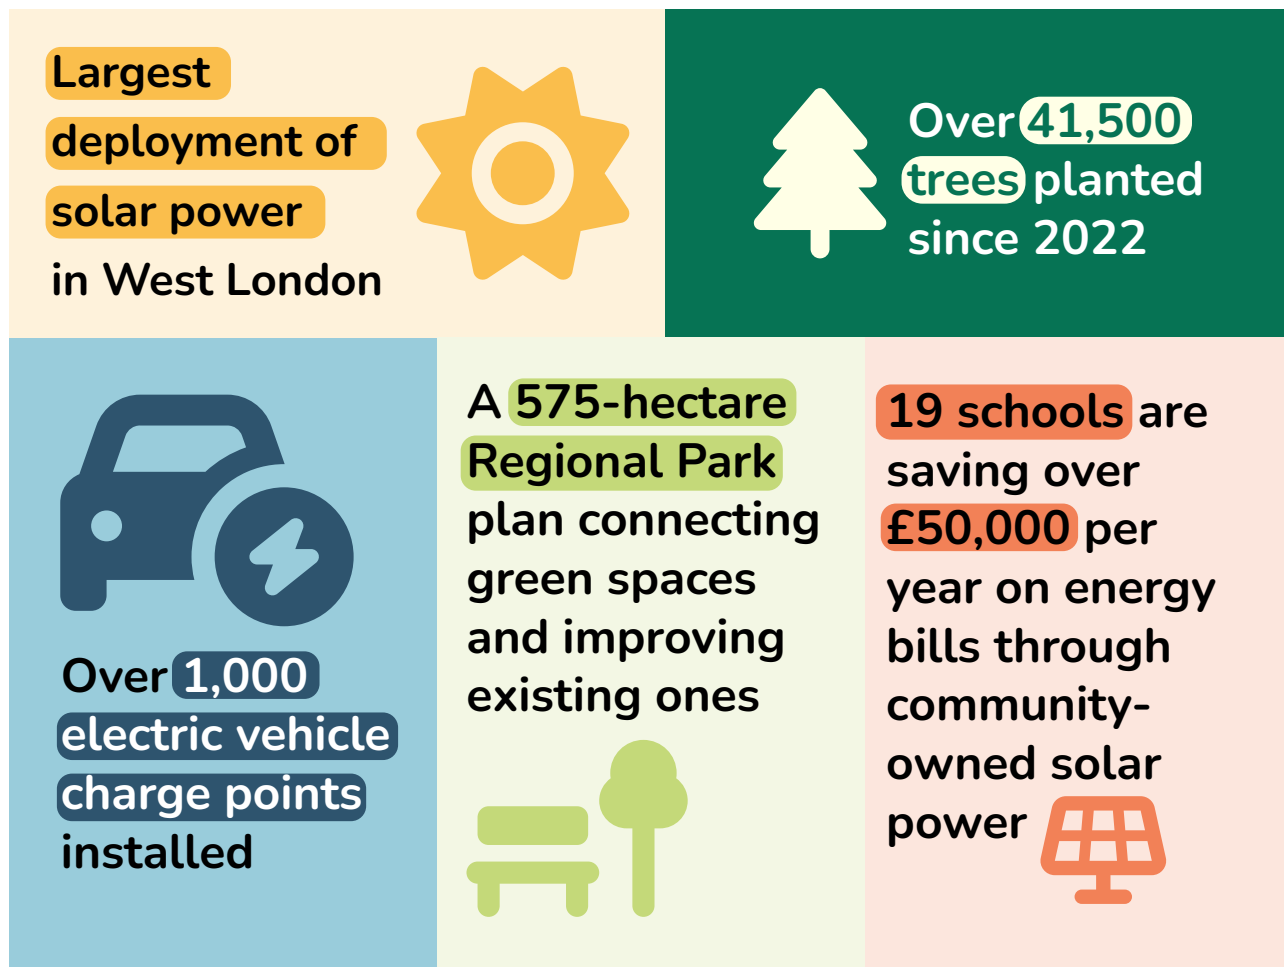 Largest
deployment of
solar power
in West London
Over 41,500
trees planted
since 2022
Over 1,000
electric vehicle
charge points
installed
A 575-hectare
Regional Park
plan connecting
green spaces
and improving
existing ones
19 schools are
saving over
£50,000 per
year on energy
bills through
community-
owned solar
power